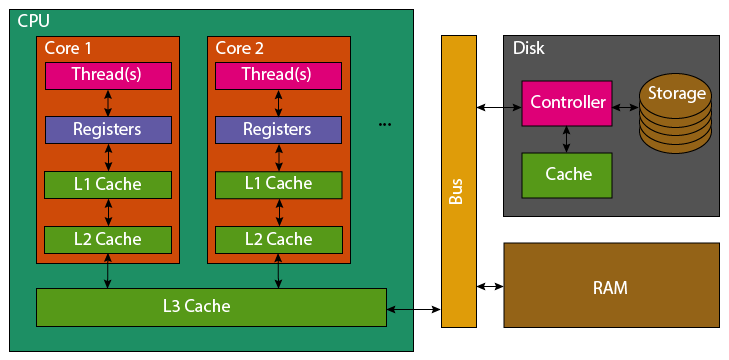 CPU
Core 1
Thread(s)
Registers
L1 Cache
L2 Cache
Core 2
Thread(s)
Registers
L1 Cache
L2 Cache
...
L3 Cache
Bus
Disk
Controller
Storage
Cache
RAM